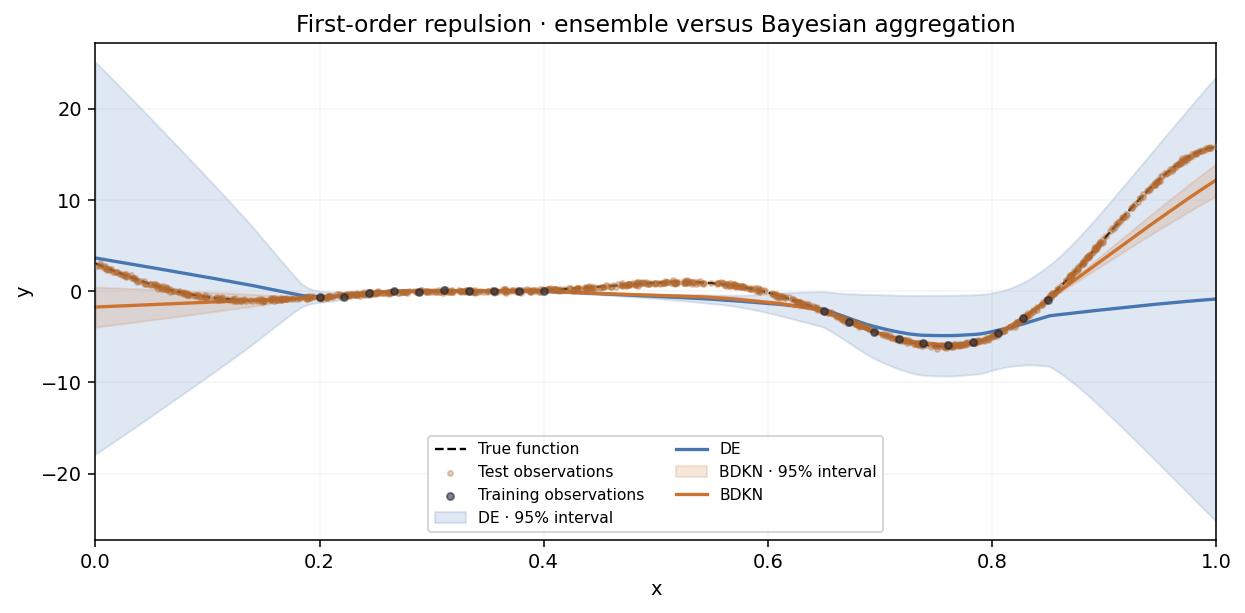 First-order repulsion · ensemble versus Bayesian aggregation
y
20
10
0
−10
−20
True function
Test observations
Training observations
DE · 95% interval
DE
BDKN · 95% interval
BDKN
0.0 0.2 0.4 0.6 0.8 1.0
x